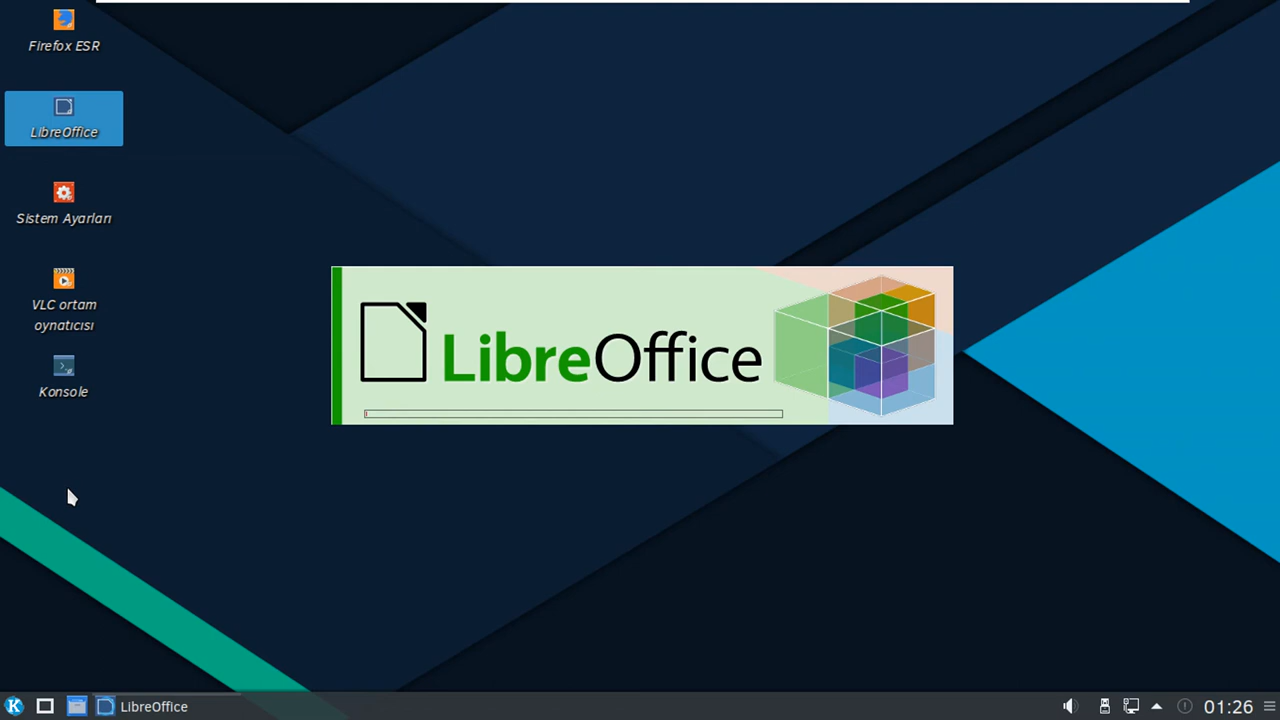 Firefox ESR
LibreOffice
Sistem Ayarları
VLC ortam
oynatıcısı
Konsole
LibreOffice
LibreOffice
01:26